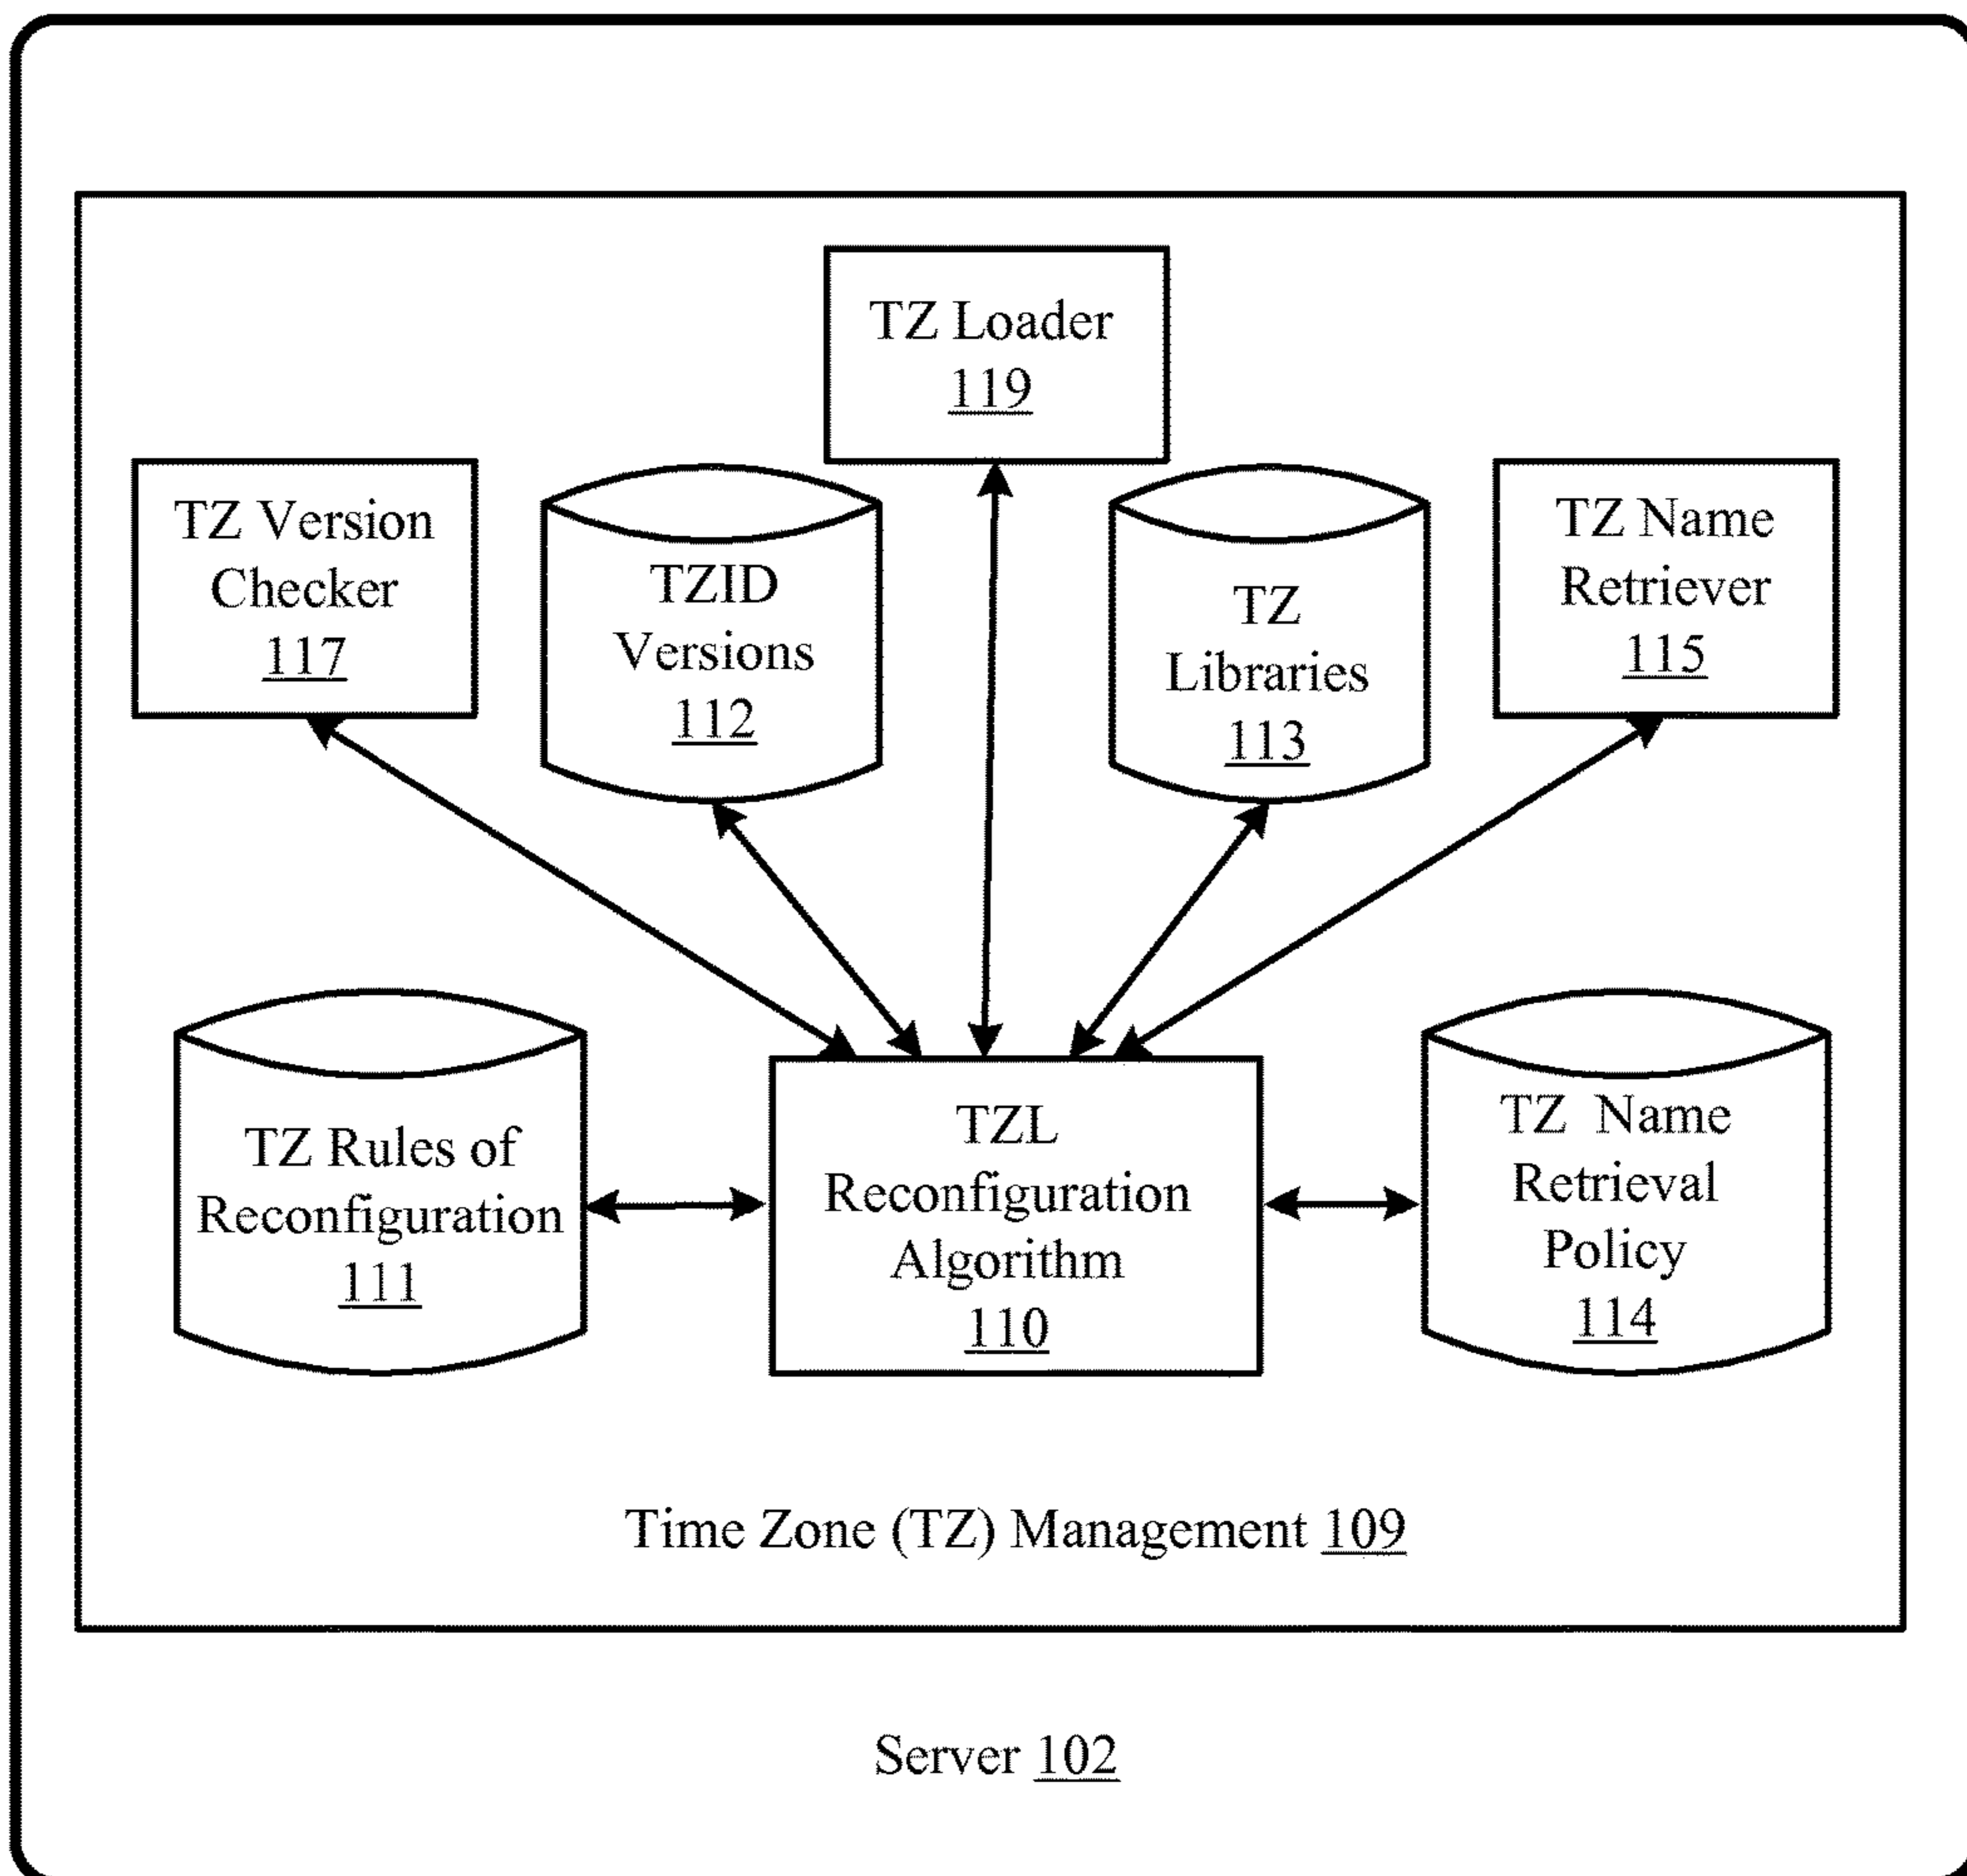 TZ Loader
119
TZ Version
Checker
117
TZID
Versions
112
TZ
Libraries
113
TZ Name
Retriever
115
TZ Rules of
Reconfiguration
111
TZL
Reconfiguration
Algorithm
110
TZ Name
Retrieval
Policy
114
Time Zone (TZ) Management 109
Server 102